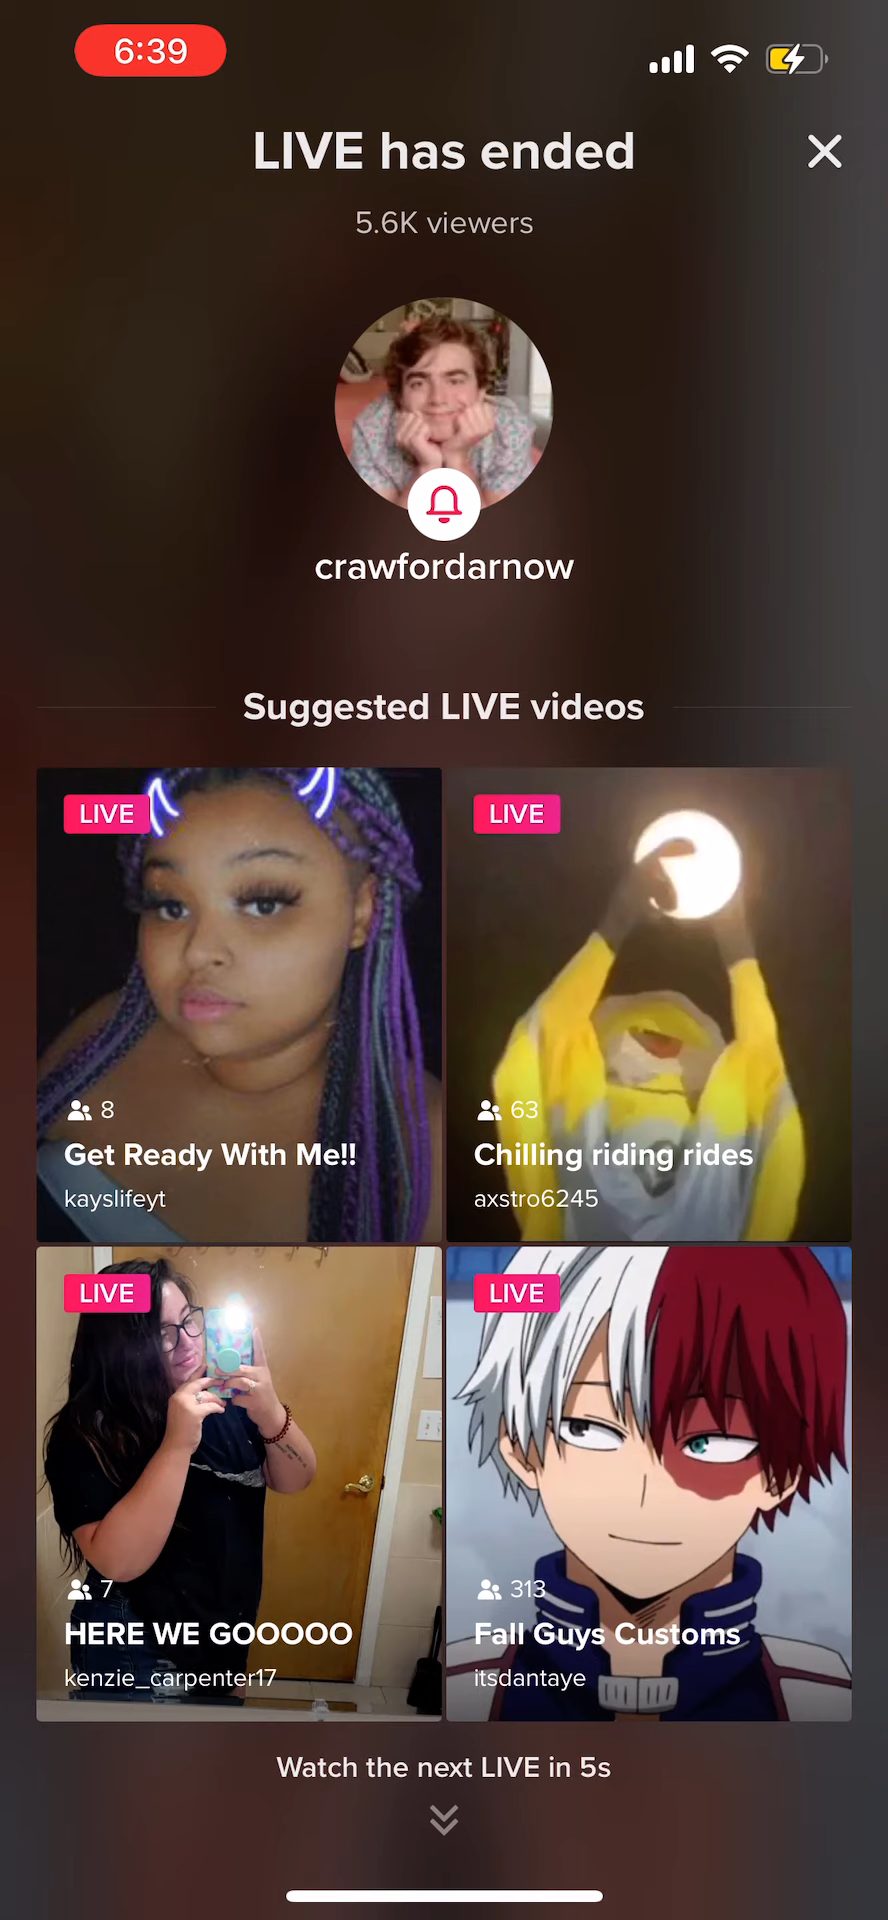 6:39
LIVE has ended
5.6K viewers
crawfordarnow
Suggested LIVE videos
LIVE
8
Get Ready With Me!!
kayslifeyt
LIVE
63
Chilling riding rides
axstro6245
LIVE
7
HERE WE GOOOOO
kenzie_carpenter17
LIVE
313
Fall Guys Customs
itsdantaye
Watch the next LIVE in 5s